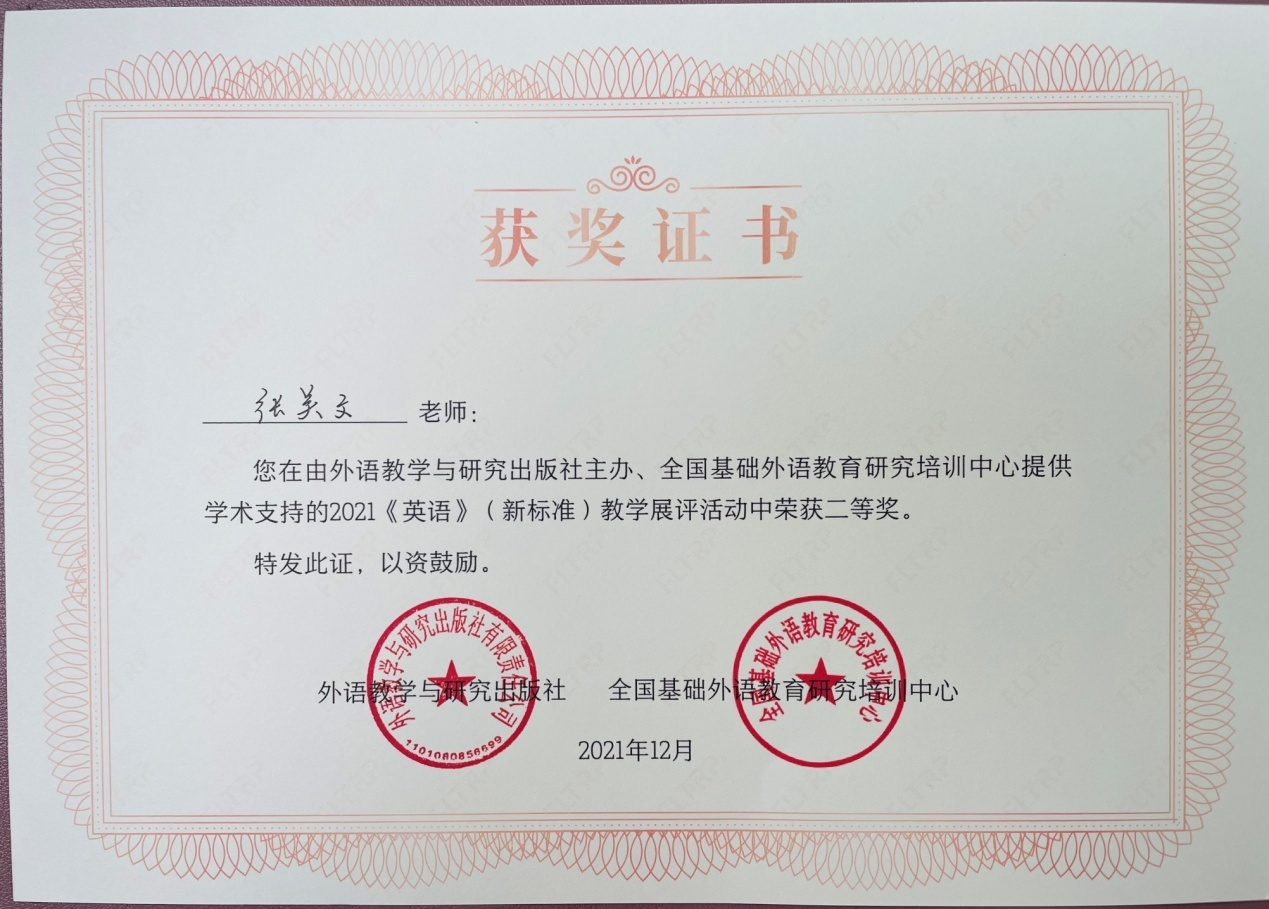 获奖证书
张美文 老师：
您在由外语教学与研究出版社主办、全国基础外语教育研究培训中心提供
学术支持的2021《英语》（新标准）教学展评活动中荣获二等奖。
特发此证，以资鼓励。
外语教学与研究出版社 全国基础外语教育研究培训中心
2021年12月
外语教学与研究出版社有限责任公司
1101080856699
全国基础外语教育研究培训中心
FLTRP